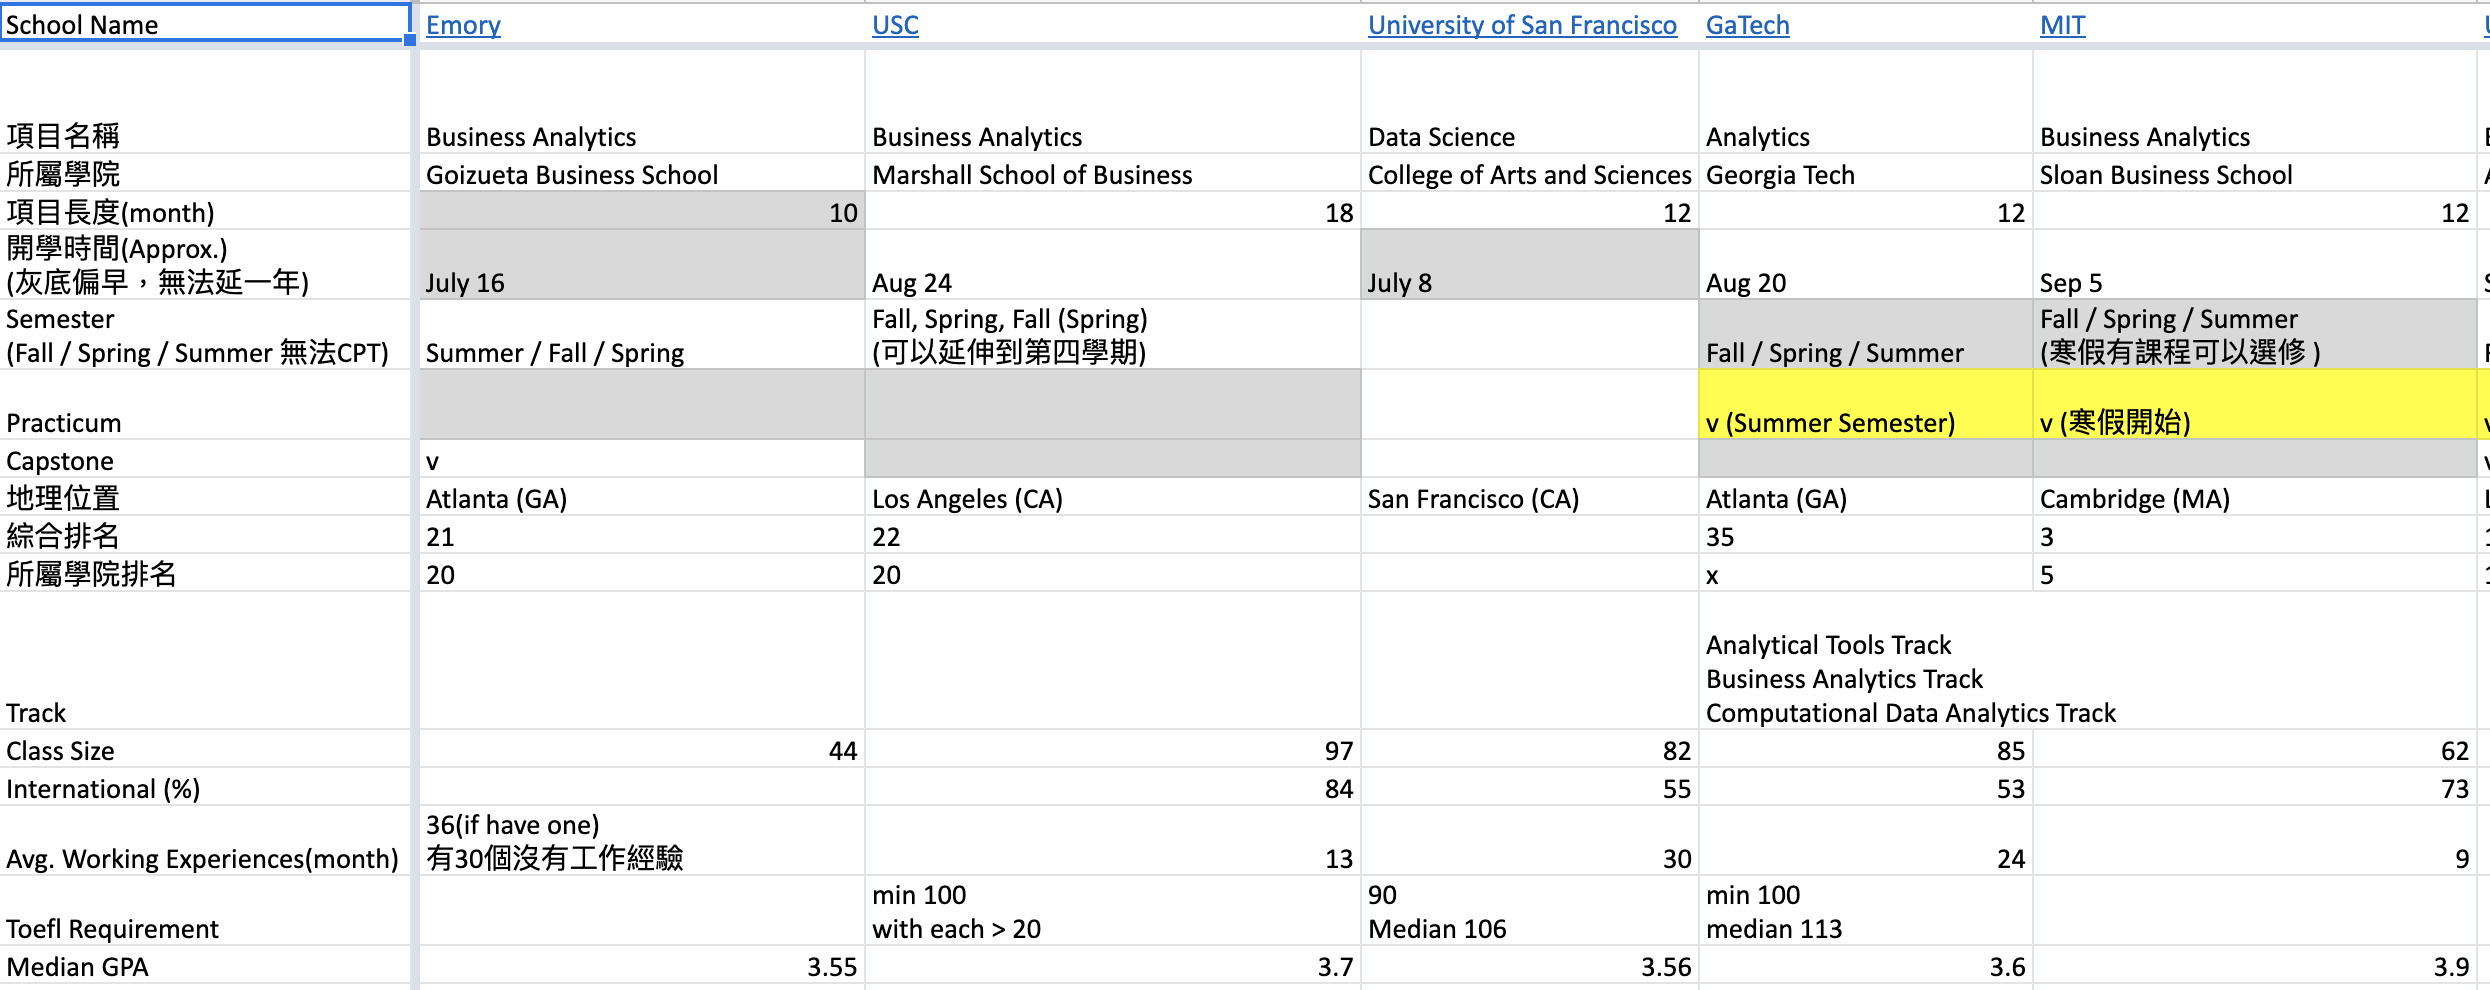 School Name Emory USC University of San Francisco GaTech MIT
項目名稱 Business Analytics Business Analytics Data Science Analytics Business Analytics
所屬學院 Goizueta Business School Marshall School of Business College of Arts and Sciences Georgia Tech Sloan Business School
項目長度(month) 10 18 12 12 12
開學時間(Approx.)
(灰底偏早，無法延一年) July 16 Aug 24 July 8 Aug 20 Sep 5
Semester Fall, Spring, Fall (Spring) Fall / Spring / Summer
(Fall / Spring / Summer 無法CPT) Summer / Fall / Spring (可以延伸到第四學期) Fall / Spring / Summer (寒假有課程可以選修 )
Practicum v (Summer Semester) v (寒假開始)
Capstone v
地理位置 Atlanta (GA) Los Angeles (CA) San Francisco (CA) Atlanta (GA) Cambridge (MA)
綜合排名 21 22 35 3
所屬學院排名 20 20 x 5
Analytical Tools Track
Business Analytics Track
Track Computational Data Analytics Track
Class Size 44 97 82 85 62
International (%) 84 55 53 73
36(if have one)
Avg. Working Experiences(month) 有30個沒有工作經驗 13 30 24 9
min 100 90 min 100
Toefl Requirement with each > 20 Median 106 median 113
Median GPA 3.55 3.7 3.56 3.6 3.9